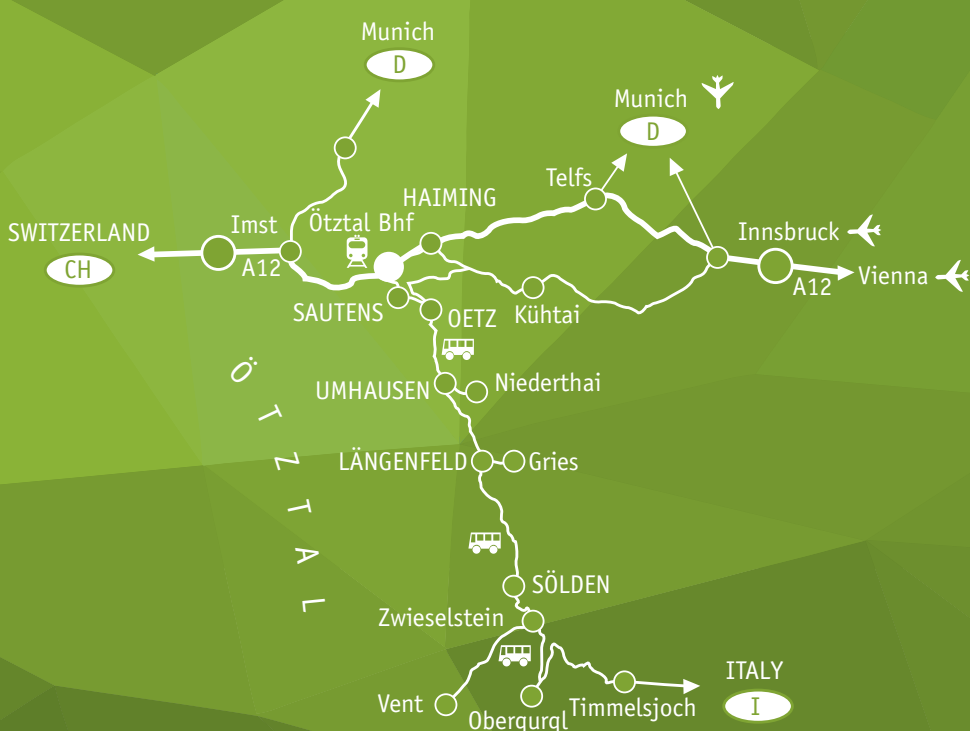 Munich
D
Munich
D
Telfs
HAIMING
Ötztal Bhf
Imst
SWITZERLAND
CH
A12
Innsbruck
Vienna
A12
SAUTENS
OETZ
Kühtai
UMHAUSEN
Niederthai
LÄNGENFELD
Gries
ÖTZTAL
SÖLDEN
Zwieselstein
Vent
Obergurgl
Timmelsjoch
ITALY
I